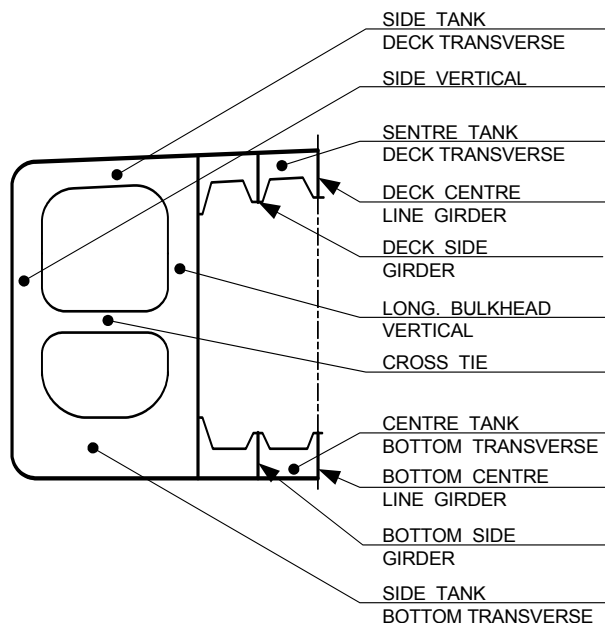 SIDE TANK
DECK TRANSVERSE
SIDE VERTICAL
SENTRE TANK
DECK TRANSVERSE
DECK CENTRE
LINE GIRDER
DECK SIDE
GIRDER
LONG. BULKHEAD
VERTICAL
CROSS TIE
CENTRE TANK
BOTTOM TRANSVERSE
BOTTOM CENTRE
LINE GIRDER
BOTTOM SIDE
GIRDER
SIDE TANK
BOTTOM TRANSVERSE